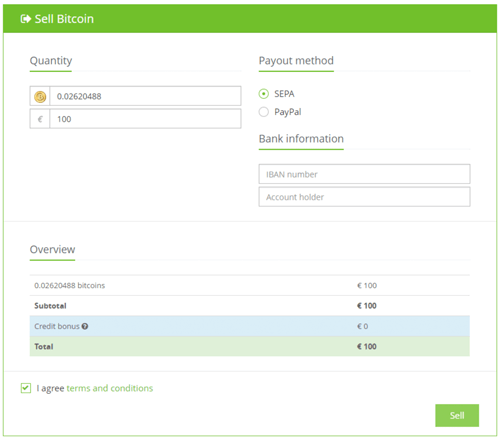 Sell Bitcoin
Quantity
0.02620488
€ 100
Payout method
SEPA
PayPal
Bank information
IBAN number
Account holder
Overview
0.02620488 bitcoins € 100
Subtotal € 100
Credit bonus ? € 0
Total € 100
I agree terms and conditions
Sell